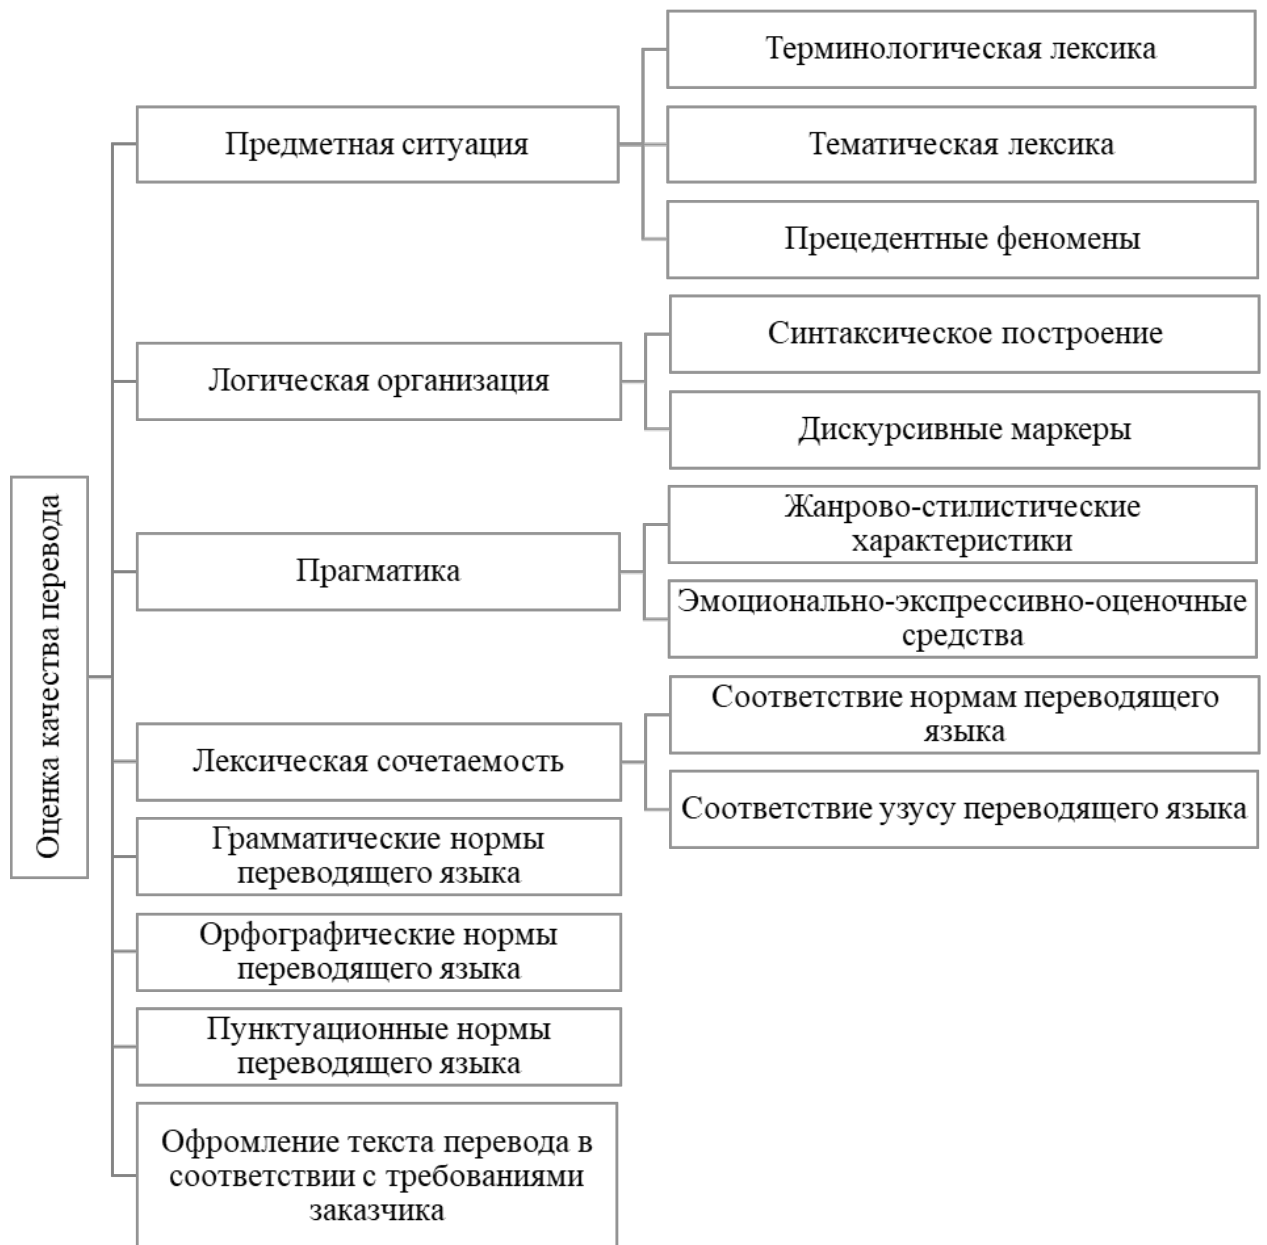 Оценка качества перевода
Предметная ситуация
Терминологическая лексика
Тематическая лексика
Прецедентные феномены
Логическая организация
Синтаксическое построение
Дискурсивные маркеры
Прагматика
Жанрово-стилистические
характеристики
Эмоционально-экспрессивно-оценочные
средства
Лексическая сочетаемость
Соответствие нормам переводящего
языка
Соответствие узусу переводящего языка
Грамматические нормы
переводящего языка
Орфографические нормы
переводящего языка
Пунктуационные нормы
переводящего языка
Офромление текста перевода в
соответствии с требованиями
заказчика